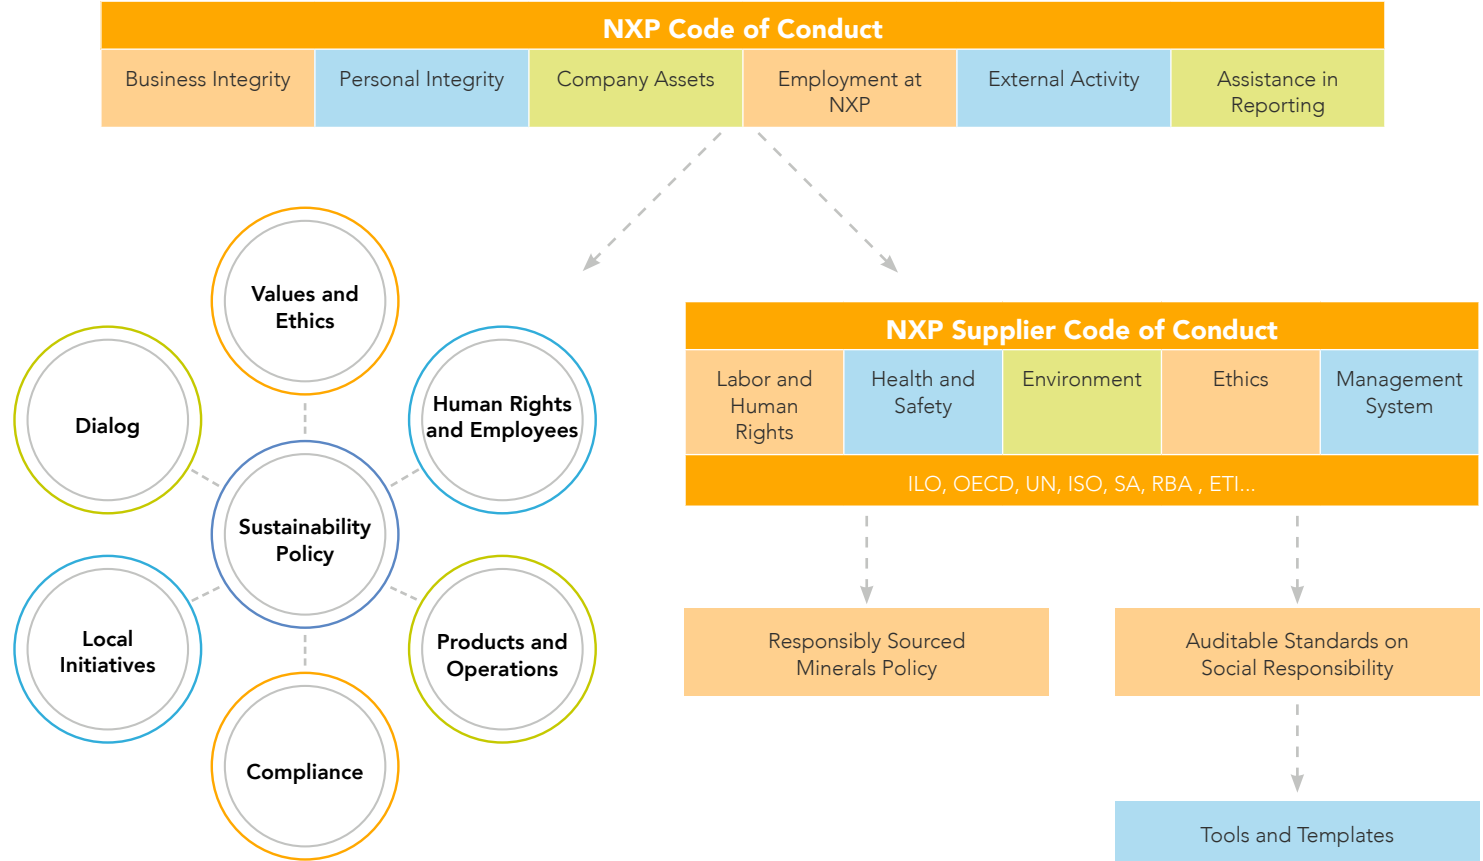 NXP Code of Conduct
Business Integrity
Personal Integrity
Company Assets
Employment at
NXP
External Activity
Assistance in
Reporting
Values and
Ethics
Human Rights
and Employees
Dialog
Sustainability
Policy
Local
Initiatives
Products and
Operations
Compliance
NXP Supplier Code of Conduct
Labor and
Human
Rights
Health and
Safety
Environment
Ethics
Management
System
ILO, OECD, UN, ISO, SA, RBA , ETI...
Responsibly Sourced
Minerals Policy
Auditable Standards on
Social Responsibility
Tools and Templates